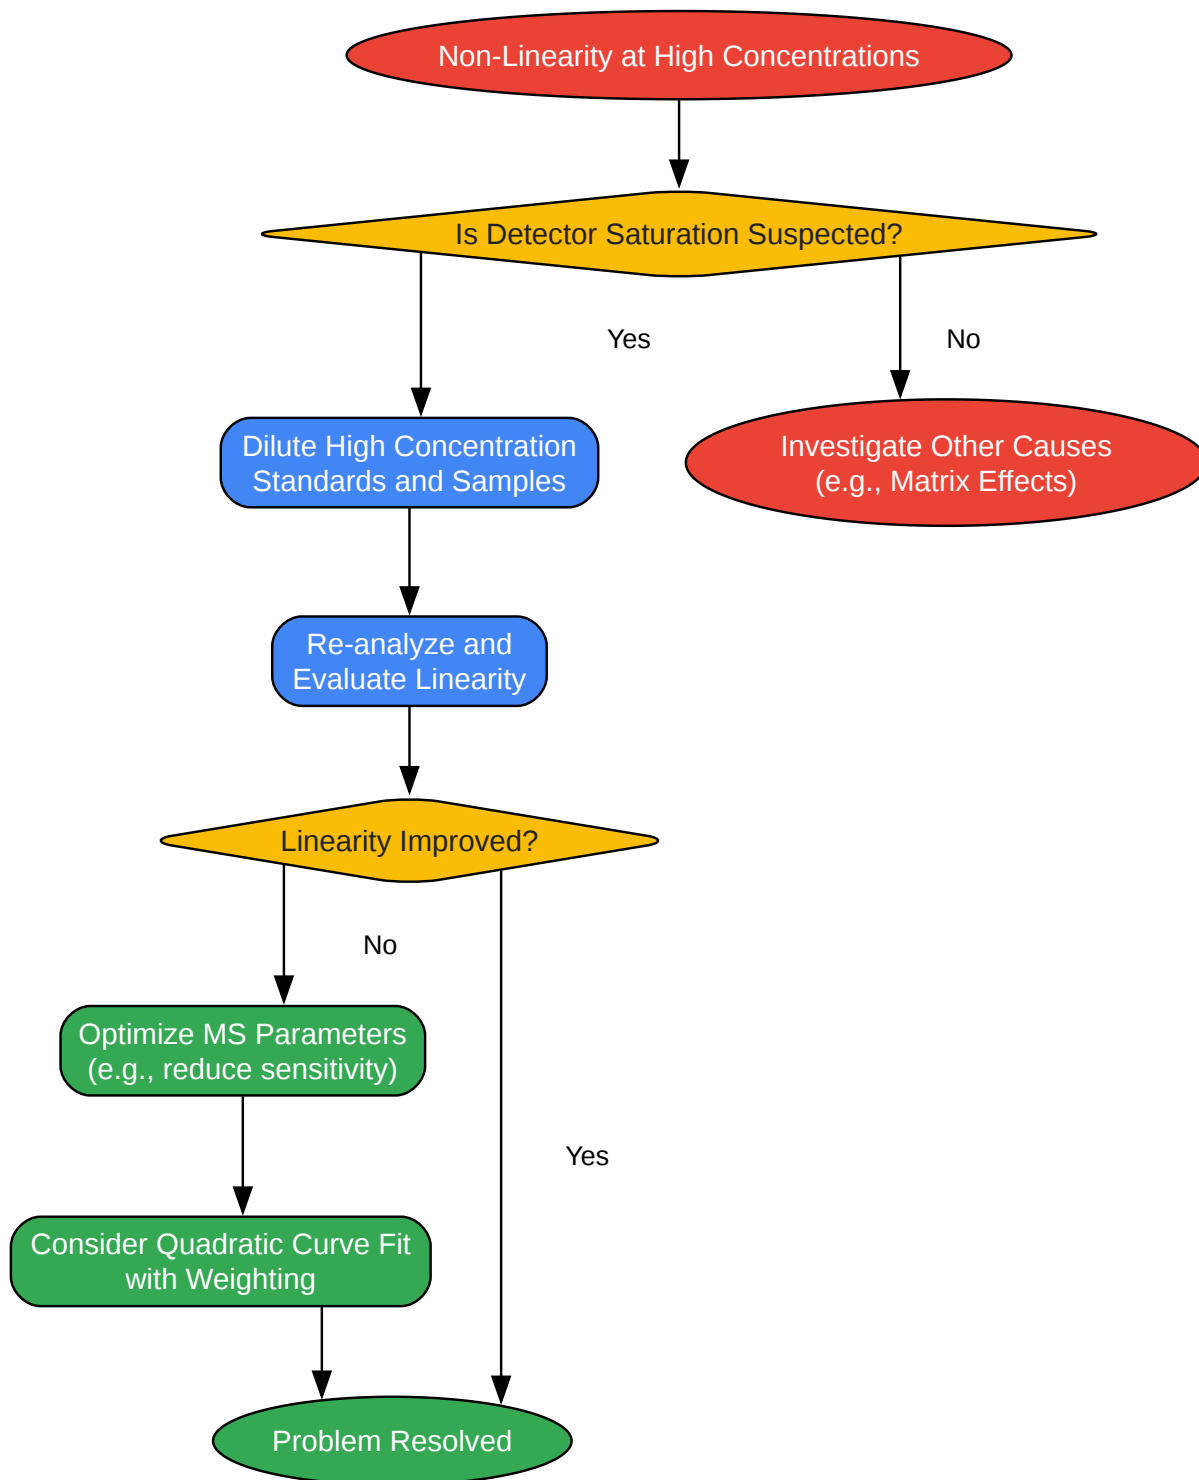 Non-Linearity at High Concentrations
Is Detector Saturation Suspected?
Yes
No
Dilute High Concentration
Standards and Samples
Investigate Other Causes
(e.g., Matrix Effects)
Re-analyze and
Evaluate Linearity
Linearity Improved?
No
Optimize MS Parameters
(e.g., reduce sensitivity)
Yes
Consider Quadratic Curve Fit
with Weighting
Problem Resolved